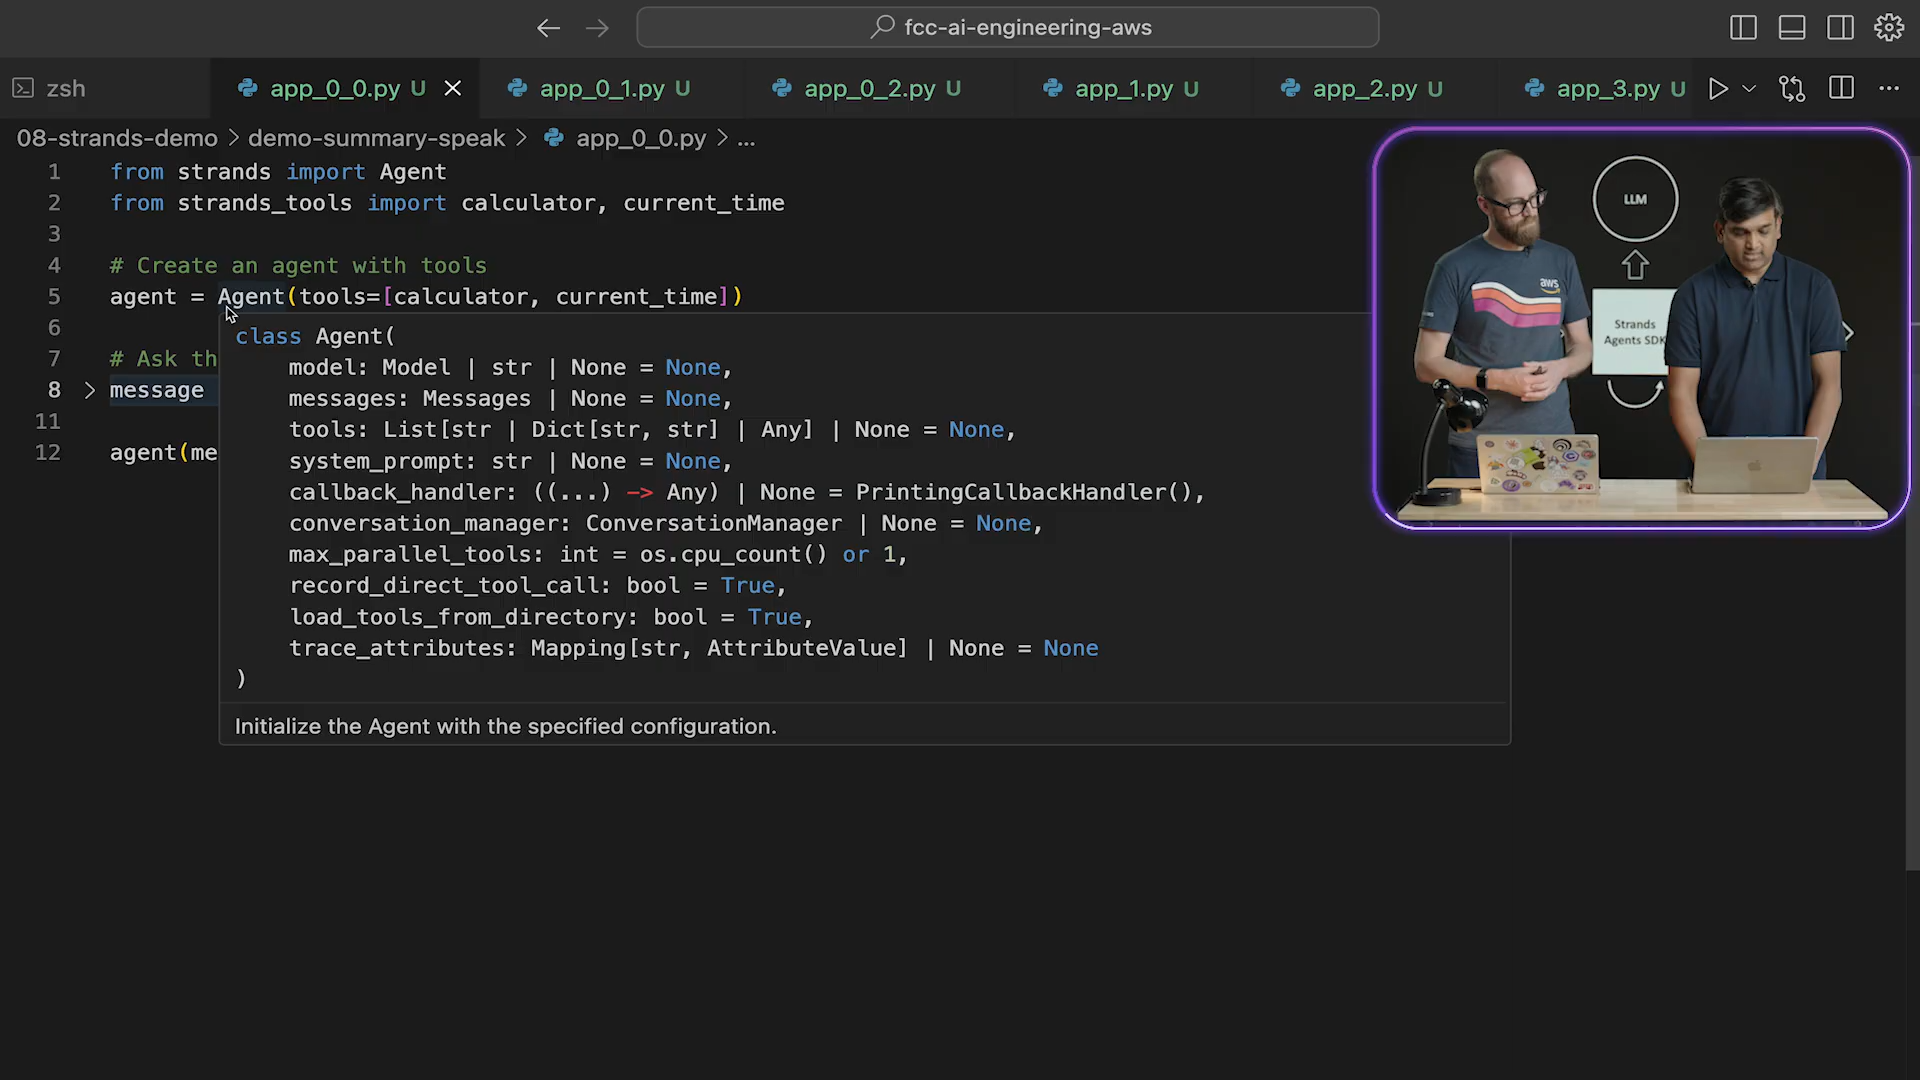 fcc-ai-engineering-aws
zsh
app_0_0.py U
app_0_1.py U
app_0_2.py U
app_1.py U
app_2.py U
app_3.py U
08-strands-demo > demo-summary-speak > app_0_0.py > ...
1 from strands import Agent
2 from strands_tools import calculator, current_time
3
4 # Create an agent with tools
5 agent = Agent(tools=[calculator, current_time])
6
7 # Ask th
8 message
11
12 agent(me
class Agent(
model: Model | str | None = None,
messages: Messages | None = None,
tools: List[str | Dict[str, str] | Any] | None = None,
system_prompt: str | None = None,
callback_handler: ((...) -> Any) | None = PrintingCallbackHandler(),
conversation_manager: ConversationManager | None = None,
max_parallel_tools: int = os.cpu_count() or 1,
record_direct_tool_call: bool = True,
load_tools_from_directory: bool = True,
trace_attributes: Mapping[str, AttributeValue] | None = None
)
Initialize the Agent with the specified configuration.
LLM
aws
Strands
Agents SDK